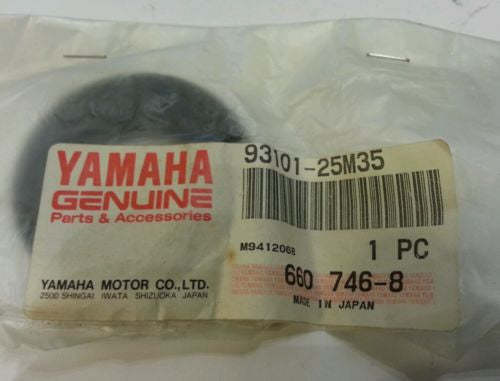 YAMAHA
GENUINE
Parts & Accessories
YAMAHA MOTOR CO., LTD.
2500 SHINGAI IWATA SHIZUOKA JAPAN
93101-25M35
M9412068 1 PC
660 746-8
MADE IN JAPAN